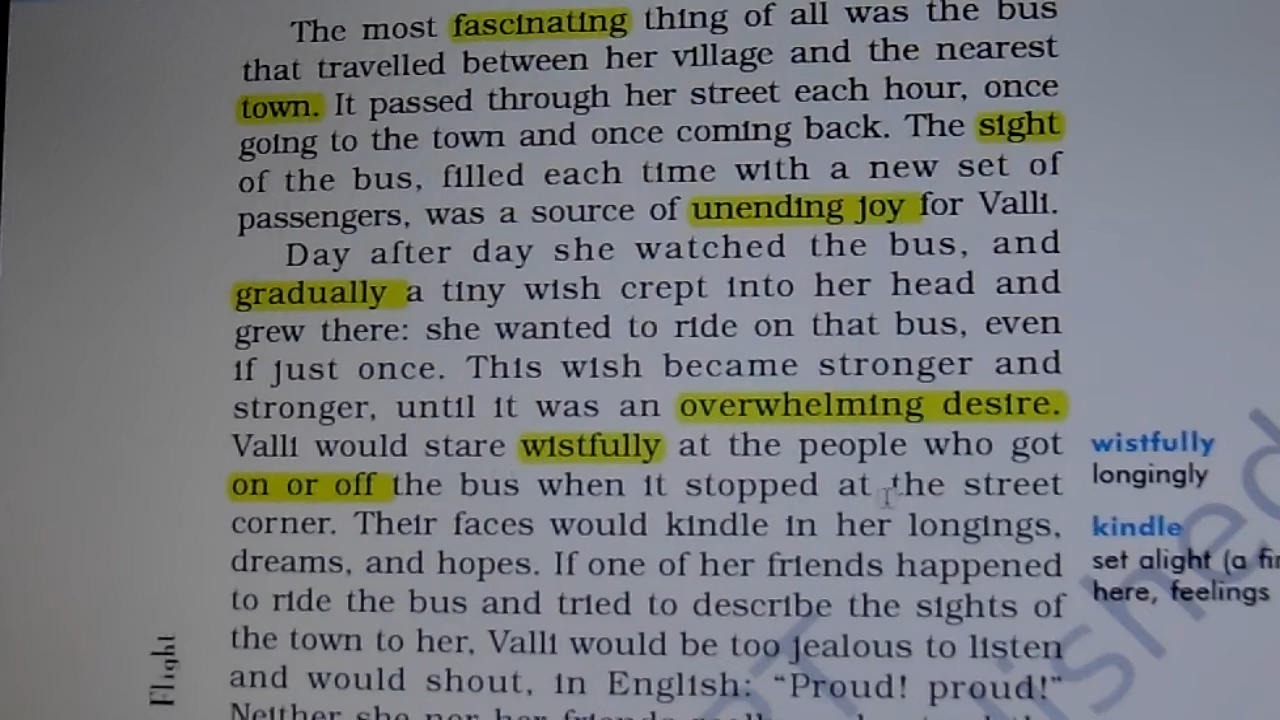 The most fascinating thing of all was the bus
that travelled between her village and the nearest
town. It passed through her street each hour, once
going to the town and once coming back. The sight
of the bus, filled each time with a new set of
passengers, was a source of unending joy for Valli.
Day after day she watched the bus, and
gradually a tiny wish crept into her head and
grew there: she wanted to ride on that bus, even
if just once. This wish became stronger and
stronger, until it was an overwhelming desire.
Valli would stare wistfully at the people who got
on or off the bus when it stopped at the street
corner. Their faces would kindle in her longings,
dreams, and hopes. If one of her friends happened
to ride the bus and tried to describe the sights of
the town to her, Valli would be too jealous to listen
and would shout, in English: “Proud! proud!”
Neither she nor her friends
wistfully
longingly
kindle
set alight (a
here, feelings
Flight